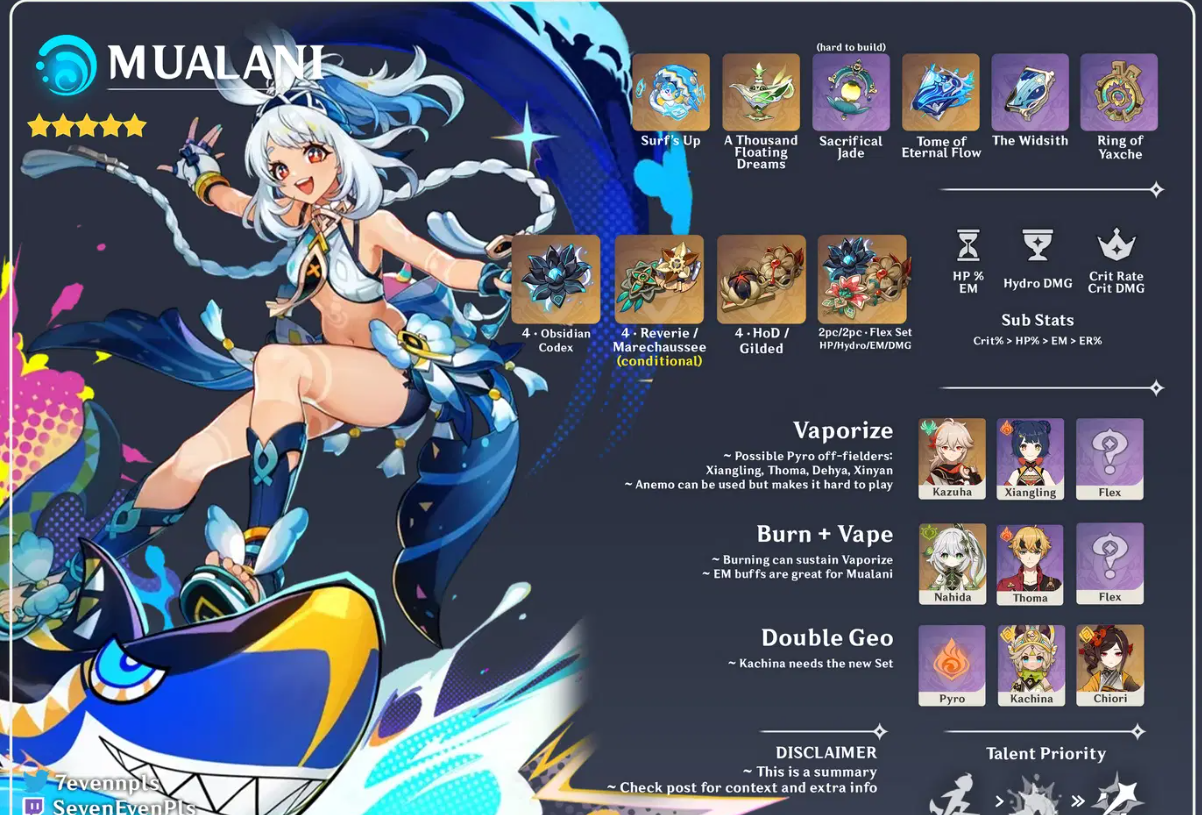 MUALANI
(hard to build)
Surf's Up
A Thousand
Floating
Dreams
Sacrificial
Jade
Tome of
Eternal Flow
The Widsith
Ring of
Yaxche
4 · Obsidian
Codex
4 · Reverie /
Marechaussee
(conditional)
4 · HoD /
Gilded
2pc/2pc · Flex Set
HP/Hydro/EM/DMG
HP %
EM
Hydro DMG
Crit Rate
Crit DMG
Sub Stats
Crit% > HP% > EM > ER%
Vaporize
~ Possible Pyro off-fielders:
Xiangling, Thoma, Dehya, Xinyan
~ Anemo can be used but makes it hard to play
Kazuha
Xiangling
Flex
Burn + Vape
~ Burning can sustain Vaporize
~ EM buffs are great for Mualani
Nahida
Thoma
Flex
Double Geo
~ Kachina needs the new Set
Pyro
Kachina
Chiori
DISCLAIMER
~ This is a summary
~ Check post for context and extra info
Talent Priority
> »
7evennpls
SevenEvenPls